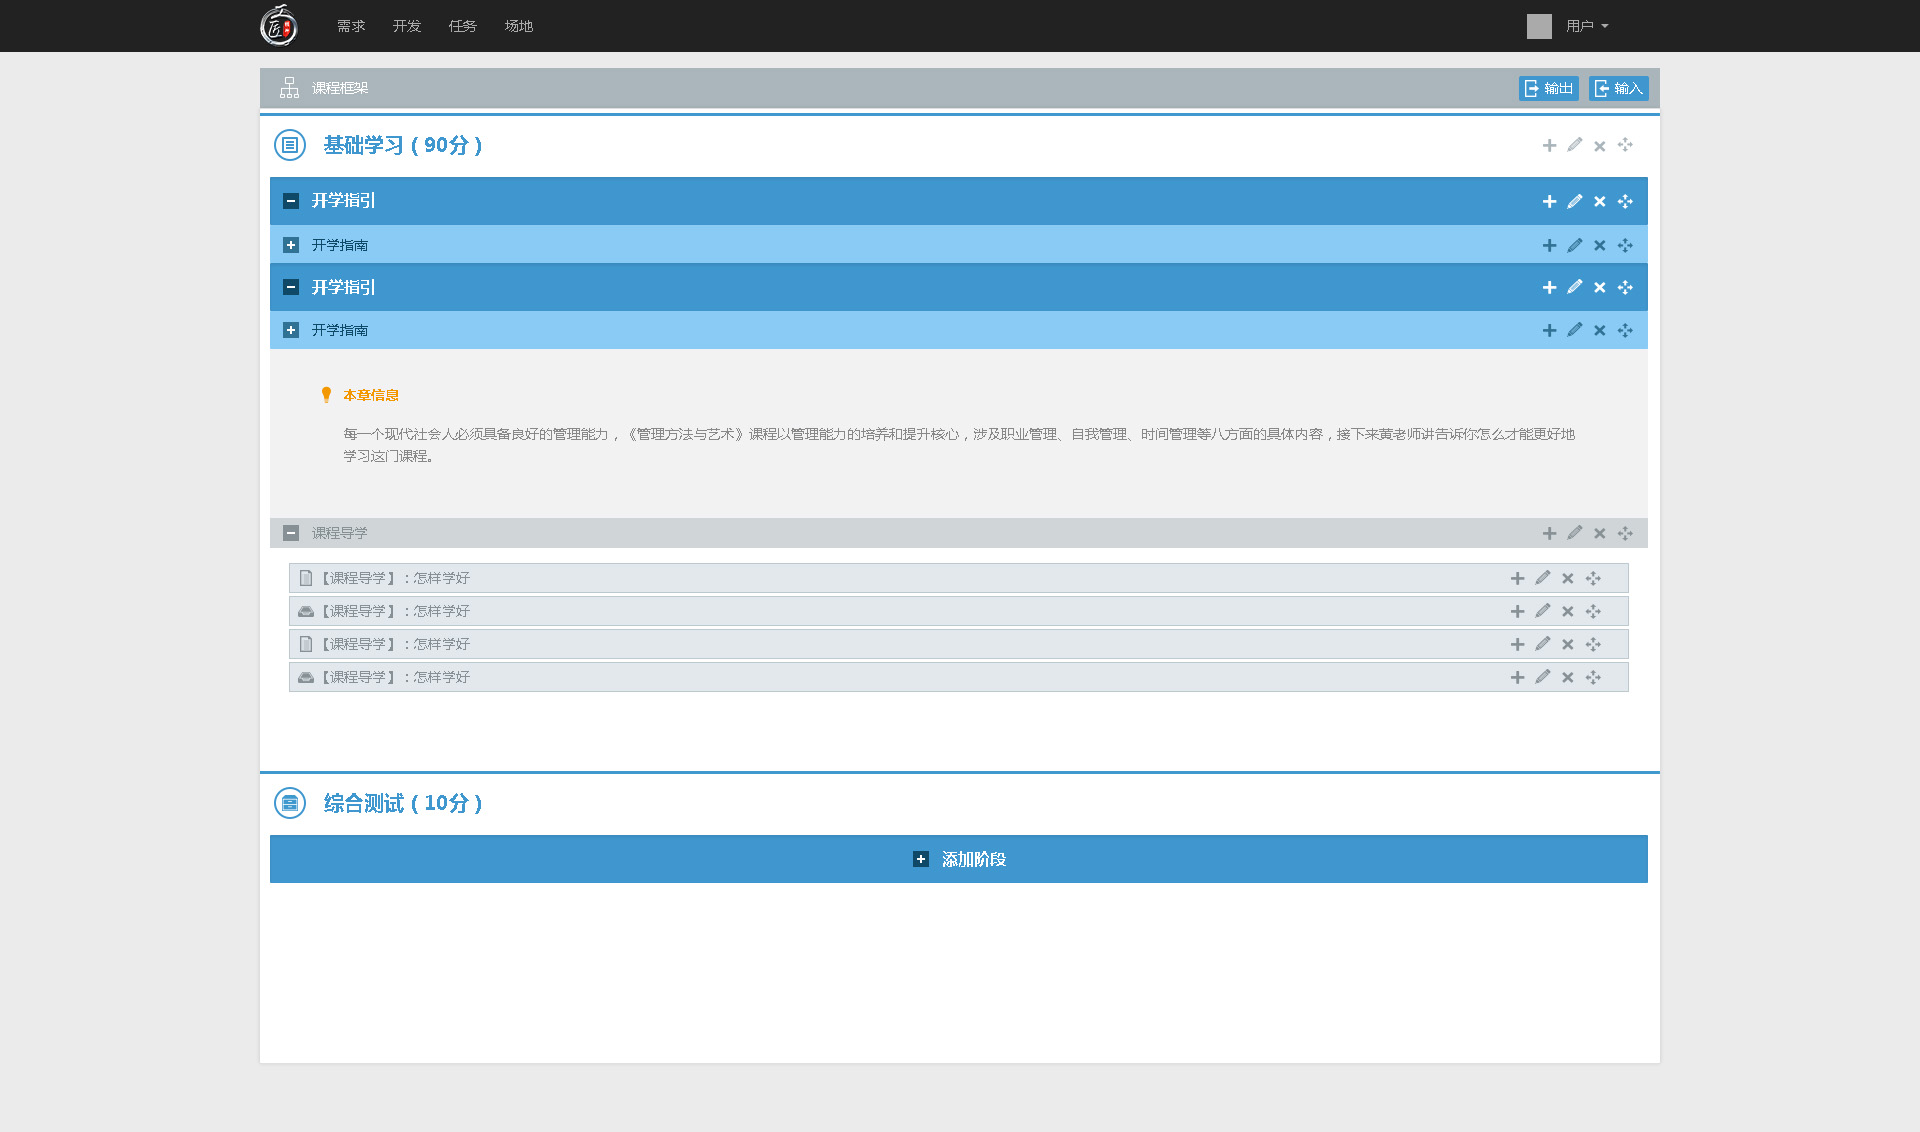 需求 开发 任务 场地 用户
课程框架 输出 输入
基础学习 ( 90分 )
开学指引
开学指南
开学指引
开学指南
本章信息
每一个现代社会人必须具备良好的管理能力，《管理方法与艺术》课程以管理能力的培养和提升核心，涉及职业管理、自我管理、时间管理等八方面的具体内容，接下来黄老师讲告诉你怎么才能更好地
学习这门课程。
课程导学
【课程导学】：怎样学好
【课程导学】：怎样学好
【课程导学】：怎样学好
【课程导学】：怎样学好
综合测试 ( 10分 )
添加阶段